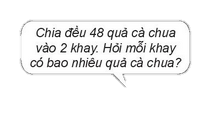 Chia đều 48 quả cà chua
vào 2 khay. Hỏi mỗi khay
có bao nhiêu quả cà chua?